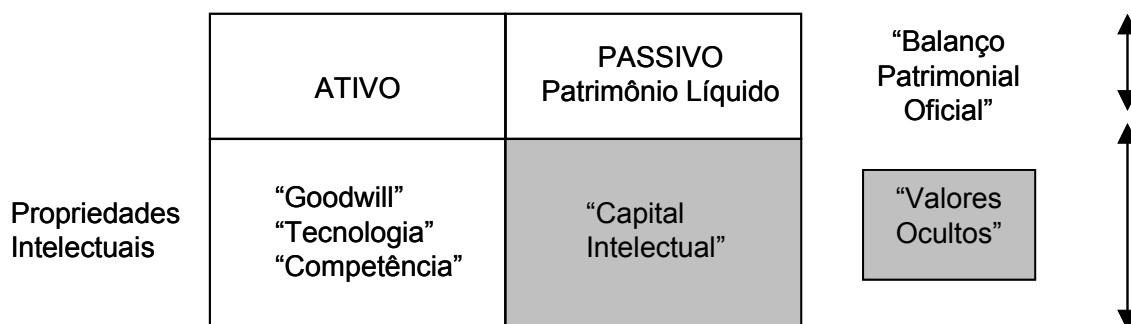 ATIVO
PASSIVO
Patrimônio Líquido
“Balanço
Patrimonial
Oficial”
Propriedades
Intelectuais
“Goodwill”
“Tecnologia”
“Competência”
“Capital
Intelectual”
“Valores
Ocultos”